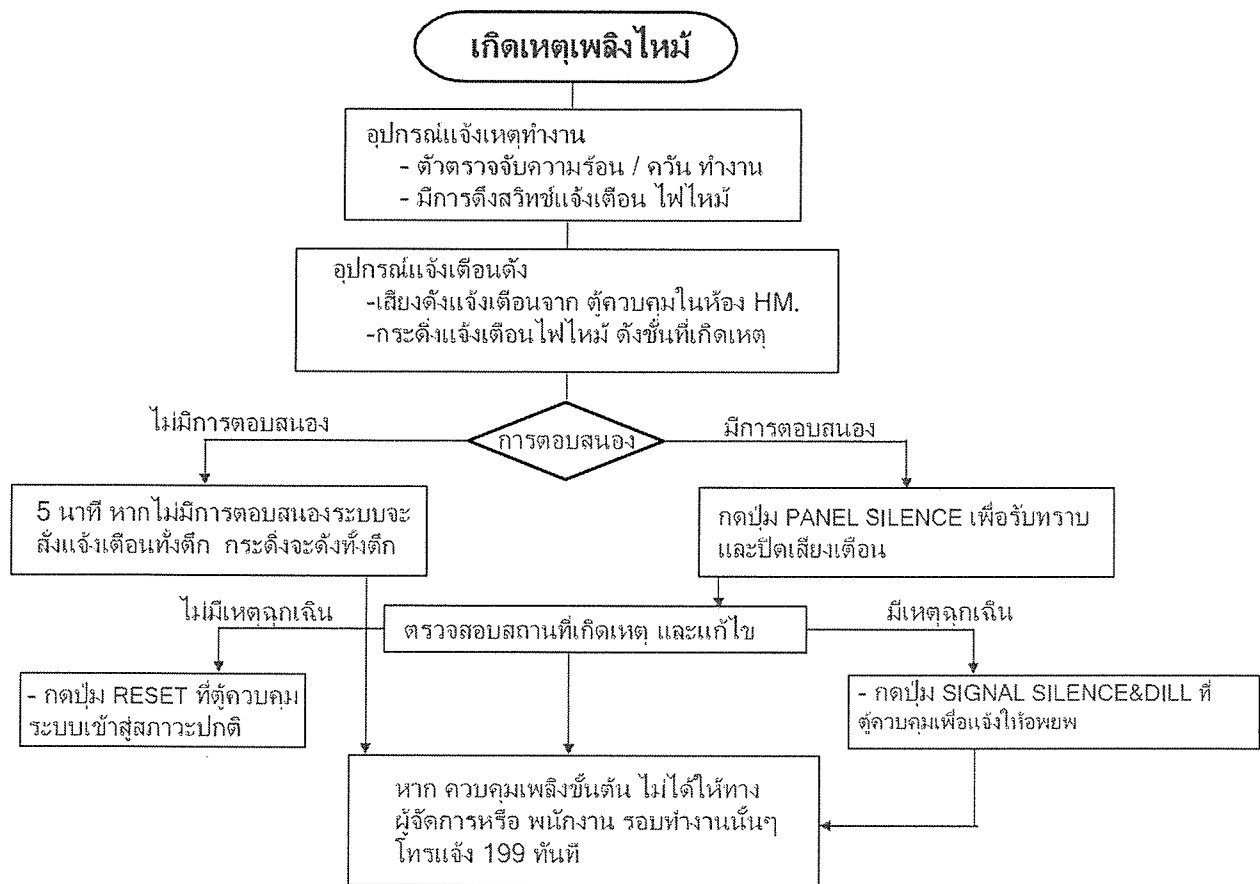 เกิดเหตุเพลิงไหม้
อุปกรณ์แจ้งเหตุทำงาน
- ตัวตรวจจับความร้อน / ควัน ทำงาน
- มีการดึงสวิทช์แจ้งเตือน ไฟไหม้
อุปกรณ์แจ้งเตือนดัง
-เสียงดังแจ้งเตือนจาก ตู้ควบคุมในห้อง HM.
-กระดิ่งแจ้งเตือนไฟไหม้ ดังชั้นที่เกิดเหตุ
ไม่มีการตอบสนอง
การตอบสนอง
มีการตอบสนอง
5 นาที หากไม่มีการตอบสนองระบบจะ
สั่งแจ้งเตือนทั้งตึก กระดิ่งจะดังทั้งตึก
กดปุ่ม PANEL SILENCE เพื่อรับทราบ
และปิดเสียงเตือน
ไม่มีเหตุฉุกเฉิน
ตรวจสอบสถานที่เกิดเหตุ และแก้ไข
มีเหตุฉุกเฉิน
- กดปุ่ม RESET ที่ตู้ควบคุม
ระบบเข้าสู่สภาวะปกติ
- กดปุ่ม SIGNAL SILENCE&DILL ที่
ตู้ควบคุมเพื่อแจ้งให้อพยพ
หาก ควบคุมเพลิงขั้นต้น ไม่ได้ให้ทาง
ผู้จัดการหรือ พนักงาน รอบทำงานนั้นๆ
โทรแจ้ง 199 ทันที